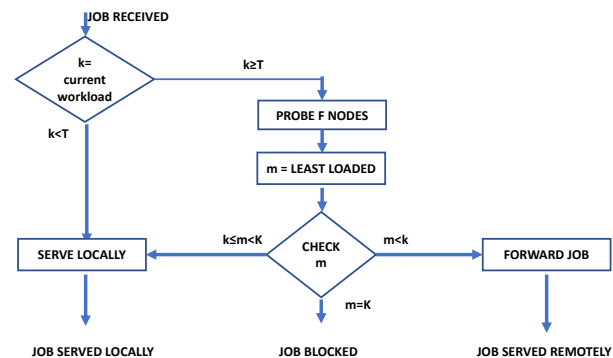 JOB RECEIVED
k=
current
workload
k≥T
k<T
PROBE F NODES
m = LEAST LOADED
k≤m<K
CHECK
m
m<k
SERVE LOCALLY
FORWARD JOB
m=K
JOB SERVED LOCALLY
JOB BLOCKED
JOB SERVED REMOTELY